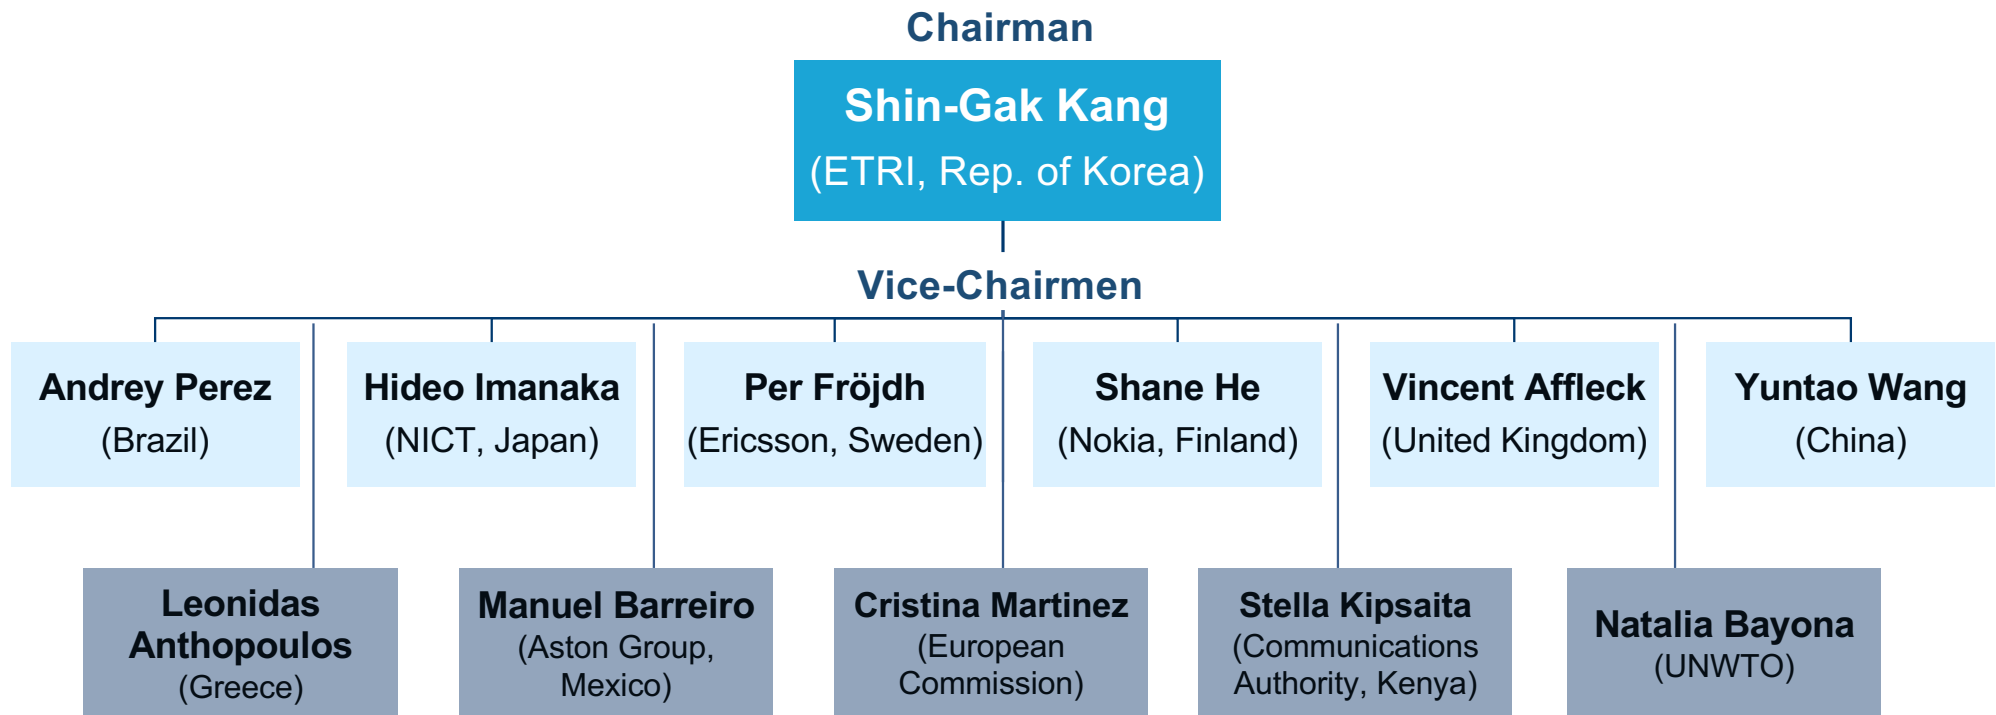 Chairman
Shin-Gak Kang
(ETRI, Rep. of Korea)
Vice-Chairmen
Andrey Perez
(Brazil)
Hideo Imanaka
(NICT, Japan)
Per Fröjdh
(Ericsson, Sweden)
Shane He
(Nokia, Finland)
Vincent Affleck
(United Kingdom)
Yuntao Wang
(China)
Leonidas
Anthopoulos
(Greece)
Manuel Barreiro
(Aston Group,
Mexico)
Cristina Martinez
(European
Commission)
Stella Kipsaita
(Communications
Authority, Kenya)
Natalia Bayona
(UNWTO)